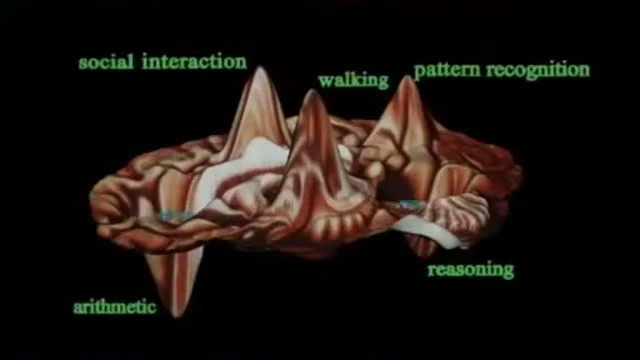 social interaction
walking
pattern recognition
reasoning
arithmetic